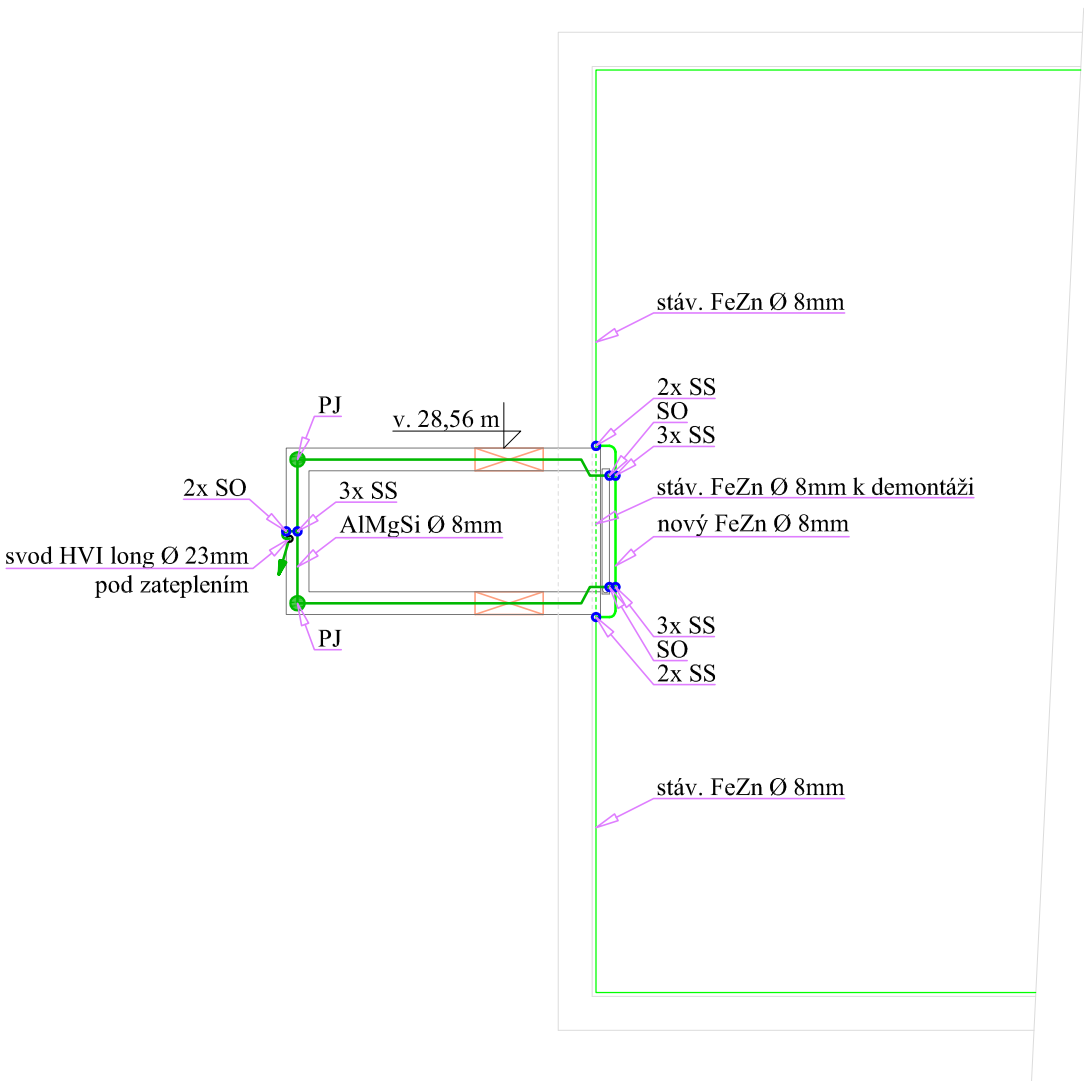 stáv. FeZn Ø 8mm
2x SS
SO
3x SS
PJ
v. 28,56 m
2x SO
3x SS
AlMgSi Ø 8mm
stáv. FeZn Ø 8mm k demontáži
nový FeZn Ø 8mm
svod HVI long Ø 23mm
pod zateplením
PJ
3x SS
SO
2x SS
stáv. FeZn Ø 8mm